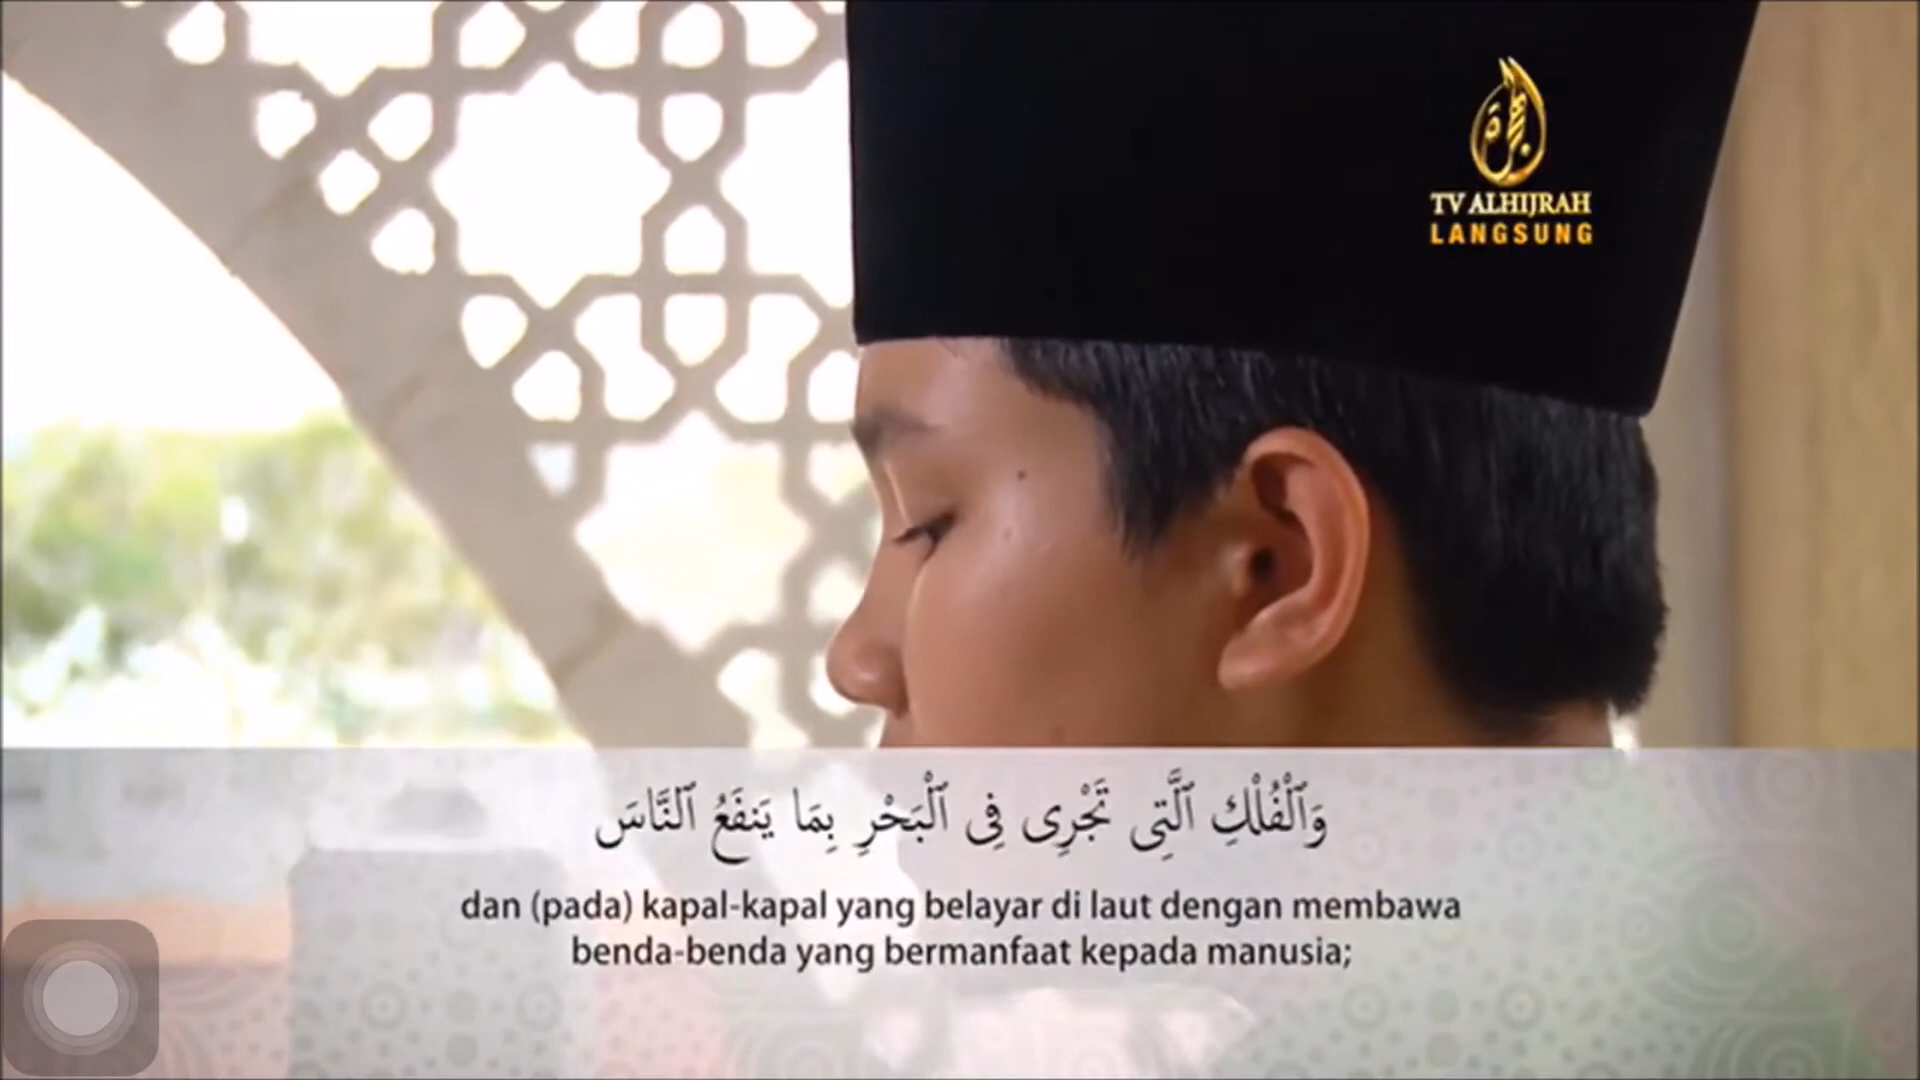 TV ALHIJRAH
LANGSUNG
وَٱلْفُلْكِ ٱلَّتِى تَجْرِى فِى ٱلْبَحْرِ بِمَا يَنفَعُ ٱلنَّاسَ
dan (pada) kapal-kapal yang belayar di laut dengan membawa
benda-benda yang bermanfaat kepada manusia;